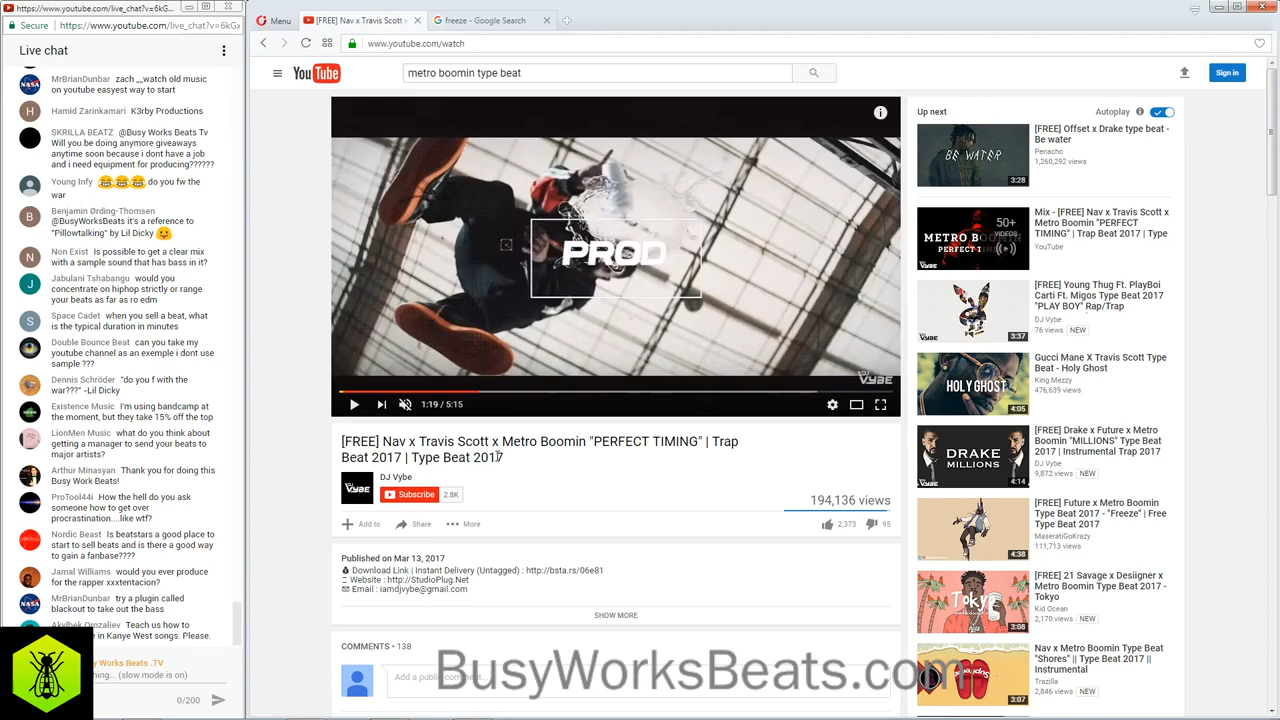 https://www.youtube.com/live_chat?v=6kG...
Secure https://www.youtube.com/live_chat?v=6kGx
Live chat
MrBrianDunbar zach ,,,,watch old music
on youtube easyest way to start
H Hamid Zarinkamari K3rby Productions
SKRILLA BEATZ @Busy Works Beats Tv
Will you be doing anymore giveaways
anytime soon because i dont have a job
and i need equipment for producing??????
Young Infy 😂😂😂 do you fw the
war
B Benjamin Ørding-Thomsen
@BusyWorksBeats it's a reference to
"Pillowtalking" by Lil Dicky
N Non Exist Is possible to get a clear mix
with a sample sound that has bass in it?
J Jabulani Tshabangu would you
concentrate on hiphop strictly or range
your beats as far as ro edm
S Space Cadet when you sell a beat, what
is the typical duration in minutes
Double Bounce Beat can you take my
youtube channel as an exemple i dont use
sample ???
Dennis Schröder "do you f with the
war???" -Lil Dicky
Existence Music I'm using bandcamp at
the moment, but they take 15% off the top
LionMen Music what do you think about
getting a manager to send your beats to
major artists?
Arthur Minasyan Thank you for doing this
Busy Work Beats!
ProTool44i How the hell do you ask
someone how to get over
procrastination....like wtf?
Nordic Beast Is beatstars a good place to
start to sell beats and is there a good way
to gain a fanbase????
Jamal Williams would you ever produce
for the rapper xxxtentacion?
MrBrianDunbar try a plugin called
blackout to take out the bass
Akylbek Orozaliev Teach us how to
e in Kanye West songs. Please.
y Works Beats .TV
hing... (slow mode is on)
0/200
Menu
[FREE] Nav x Travis Scott x
freeze - Google Search
www.youtube.com/watch
YouTube
metro boomin type beat
Sign in
PROD
DJ VYBE
1:19 / 5:15
[FREE] Nav x Travis Scott x Metro Boomin "PERFECT TIMING" | Trap
Beat 2017 | Type Beat 2017
VYBE
DJ Vybe
Subscribe 2.8K
194,136 views
Add to Share More
2,373 95
Published on Mar 13, 2017
Download Link | Instant Delivery (Untagged) : http://bsta.rs/06e81
Website : http://StudioPlug.Net
Email : iamdjvybe@gmail.com
SHOW MORE
COMMENTS • 138
Add a public comment...
BusyWorksBeats.com
Up next
Autoplay
BE WATER
3:28
[FREE] Offset x Drake type beat -
Be water
Penacho
1,260,292 views
METRO BOOMIN
PERFECT T
50+
VIDEOS
Mix - [FREE] Nav x Travis Scott x
Metro Boomin "PERFECT
TIMING" | Trap Beat 2017 | Type
YouTube
3:37
[FREE] Young Thug Ft. PlayBoi
Carti Ft. Migos Type Beat 2017
"PLAY BOY" Rap/Trap
DJ Vybe
76 views NEW
HOLY GHOST
4:05
Gucci Mane X Travis Scott Type
Beat - Holy Ghost
King Mezzy
476,639 views
DRAKE
MILLIONS
4:14
[FREE] Drake x Future x Metro
Boomin "MILLIONS" Type Beat
| Instrumental Trap 2017
DJ Vybe
9,872 views NEW
4:38
[FREE] Future x Metro Boomin
Type Beat 2017 - "Freeze" | Free
Type Beat 2017
MaseratiGoKrazy
111,713 views
Tokyo
3:08
[FREE] 21 Savage x Desiigner x
Metro Boomin Type Beat -
Tokyo
Kid Ocean
2,170 views NEW
3:07
Nav x Metro Boomin Type Beat
"Shores" || Type Beat 2017 ||
Instrumental
Trazilla
2,846 views NEW